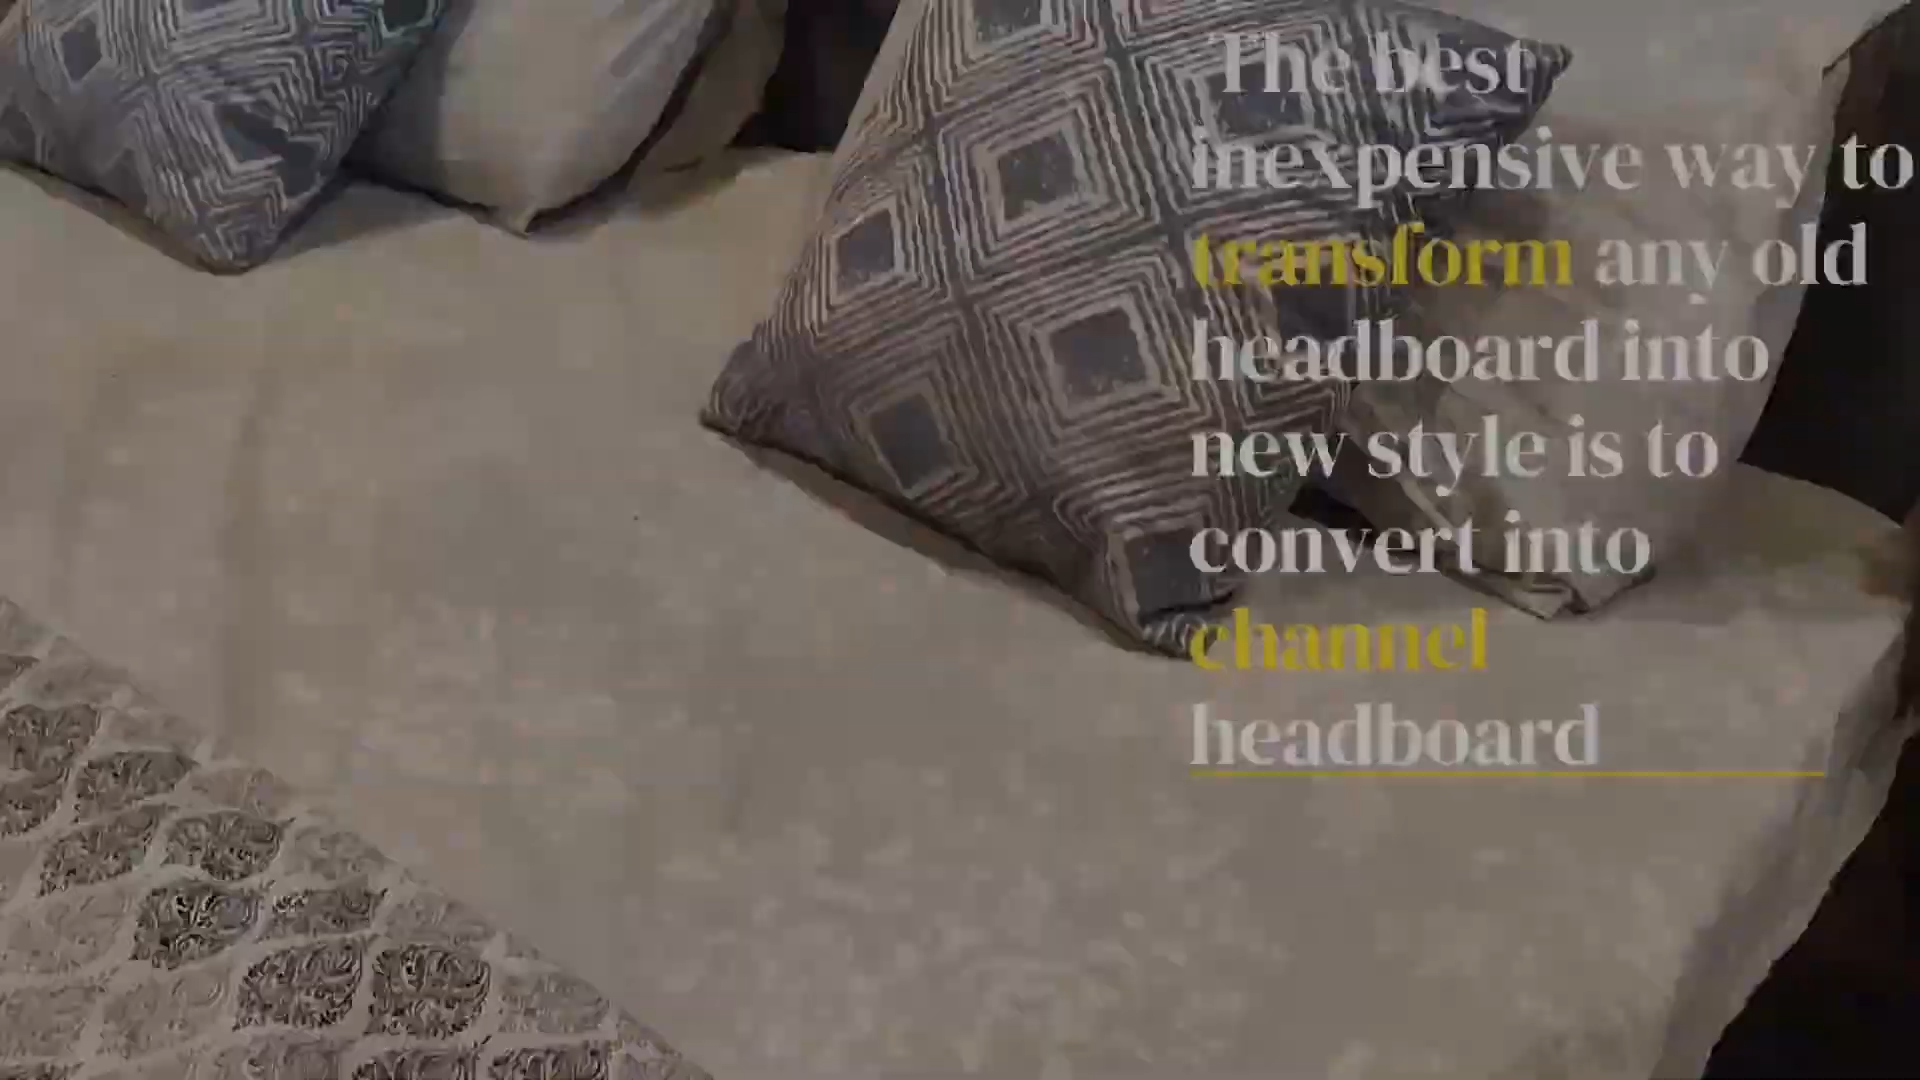 The best
inexpensive way to
transform any old
headboard into
new style is to
convert into
channel
headboard